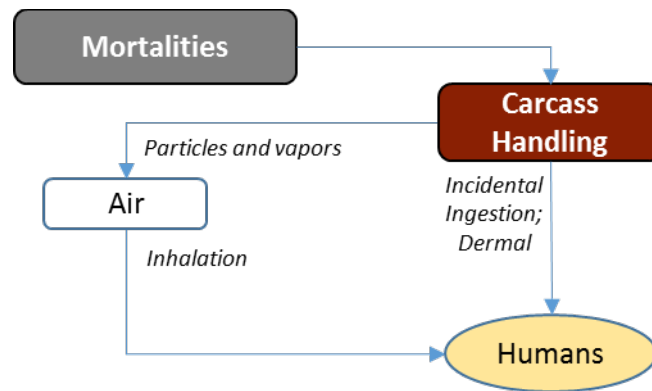 Mortalities
Carcass
Handling
Particles and vapors
Incidental
Ingestion;
Dermal
Air
Inhalation
Humans